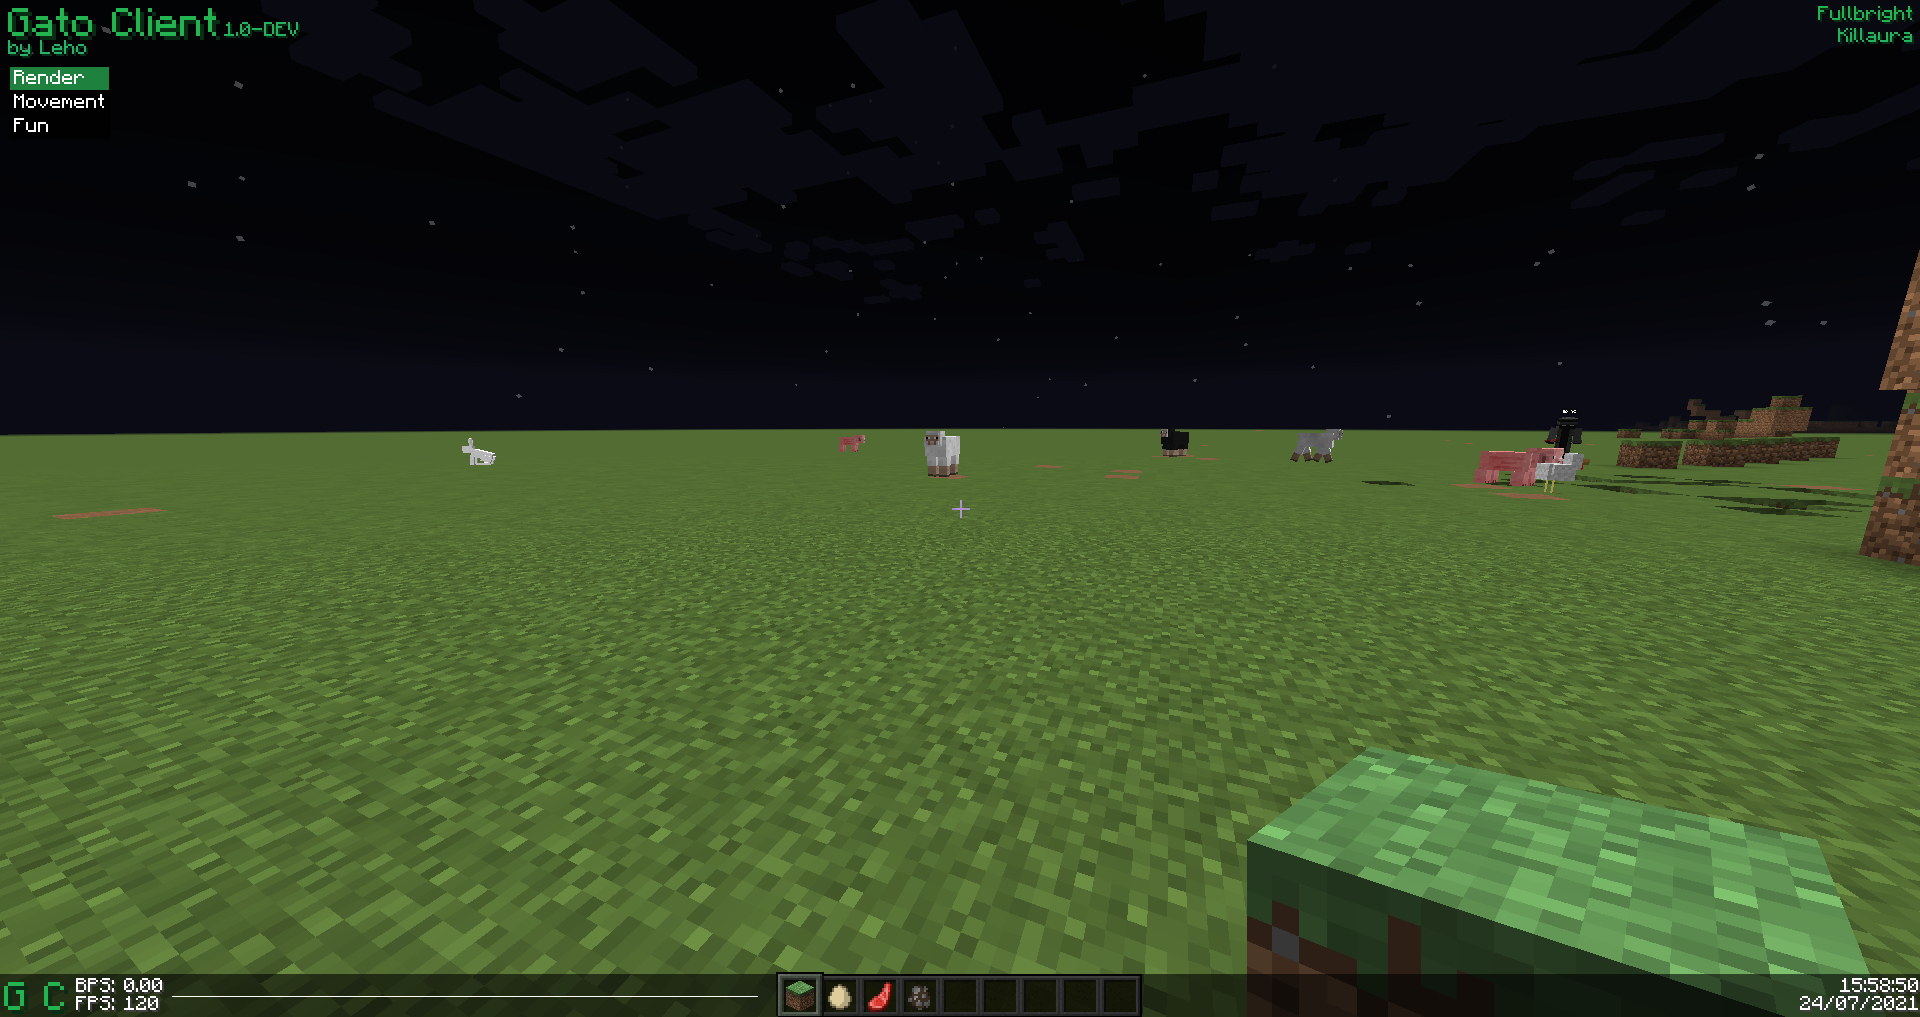 Gato Client 1.0-DEV
by Leho
Render
Movement
Fun
Fullbright
Killaura
G C
BPS: 0.00
FPS: 120
15:58:50
24/07/2021